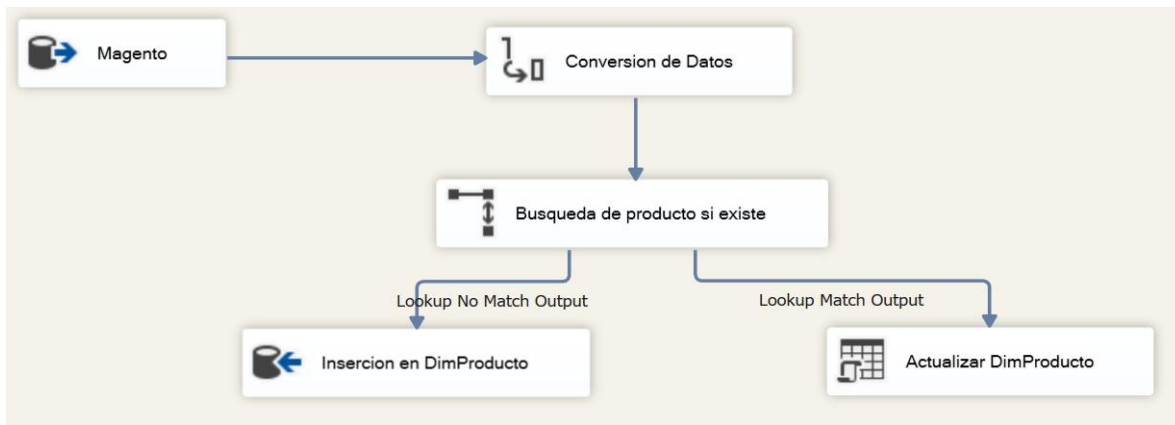 Magento
Conversion de Datos
Busqueda de producto si existe
Lookup No Match Output
Lookup Match Output
Insercion en DimProducto
Actualizar DimProducto